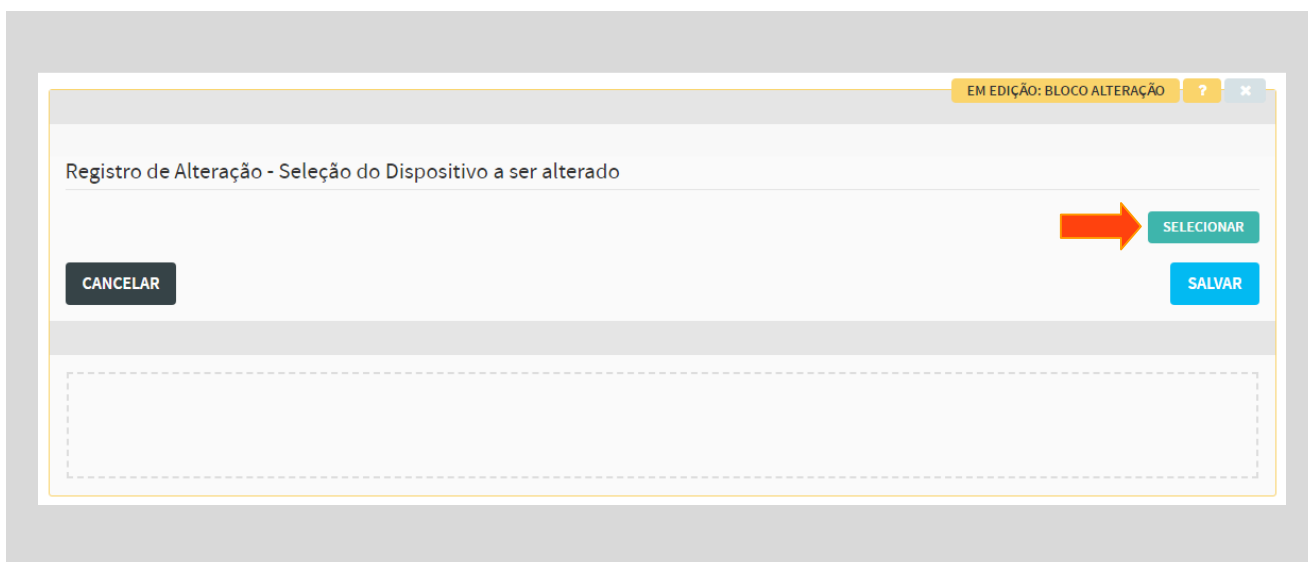 EM EDIÇÃO: BLOCO ALTERAÇÃO ? ×
Registro de Alteração - Seleção do Dispositivo a ser alterado
SELECIONAR
CANCELAR SALVAR